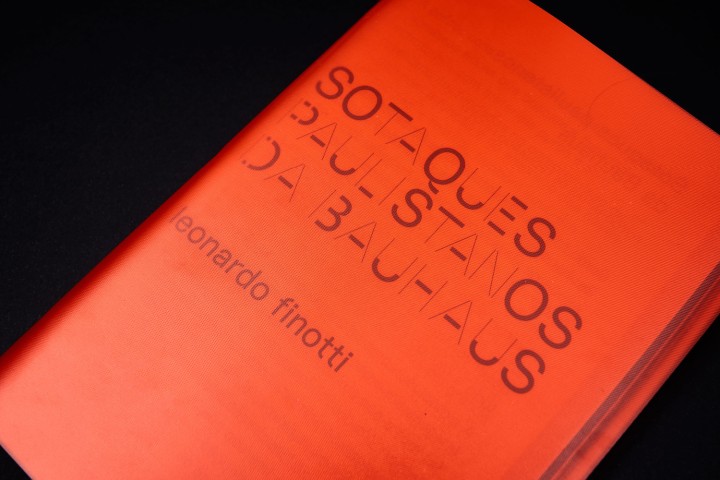 SOTAQUES
PAULISTANOS
DA BAUHAUS
leonardo finotti